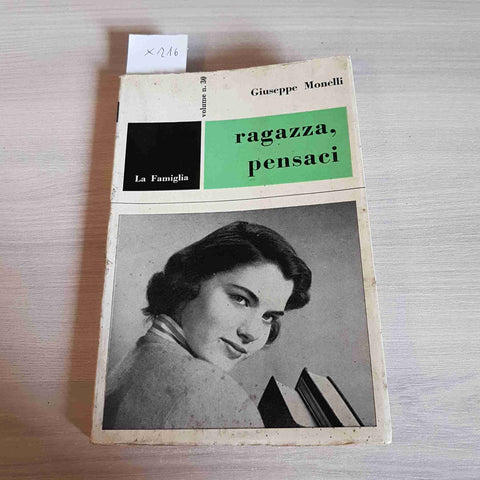 x216
volume n. 30
Giuseppe Monelli
ragazza,
pensaci
La Famiglia